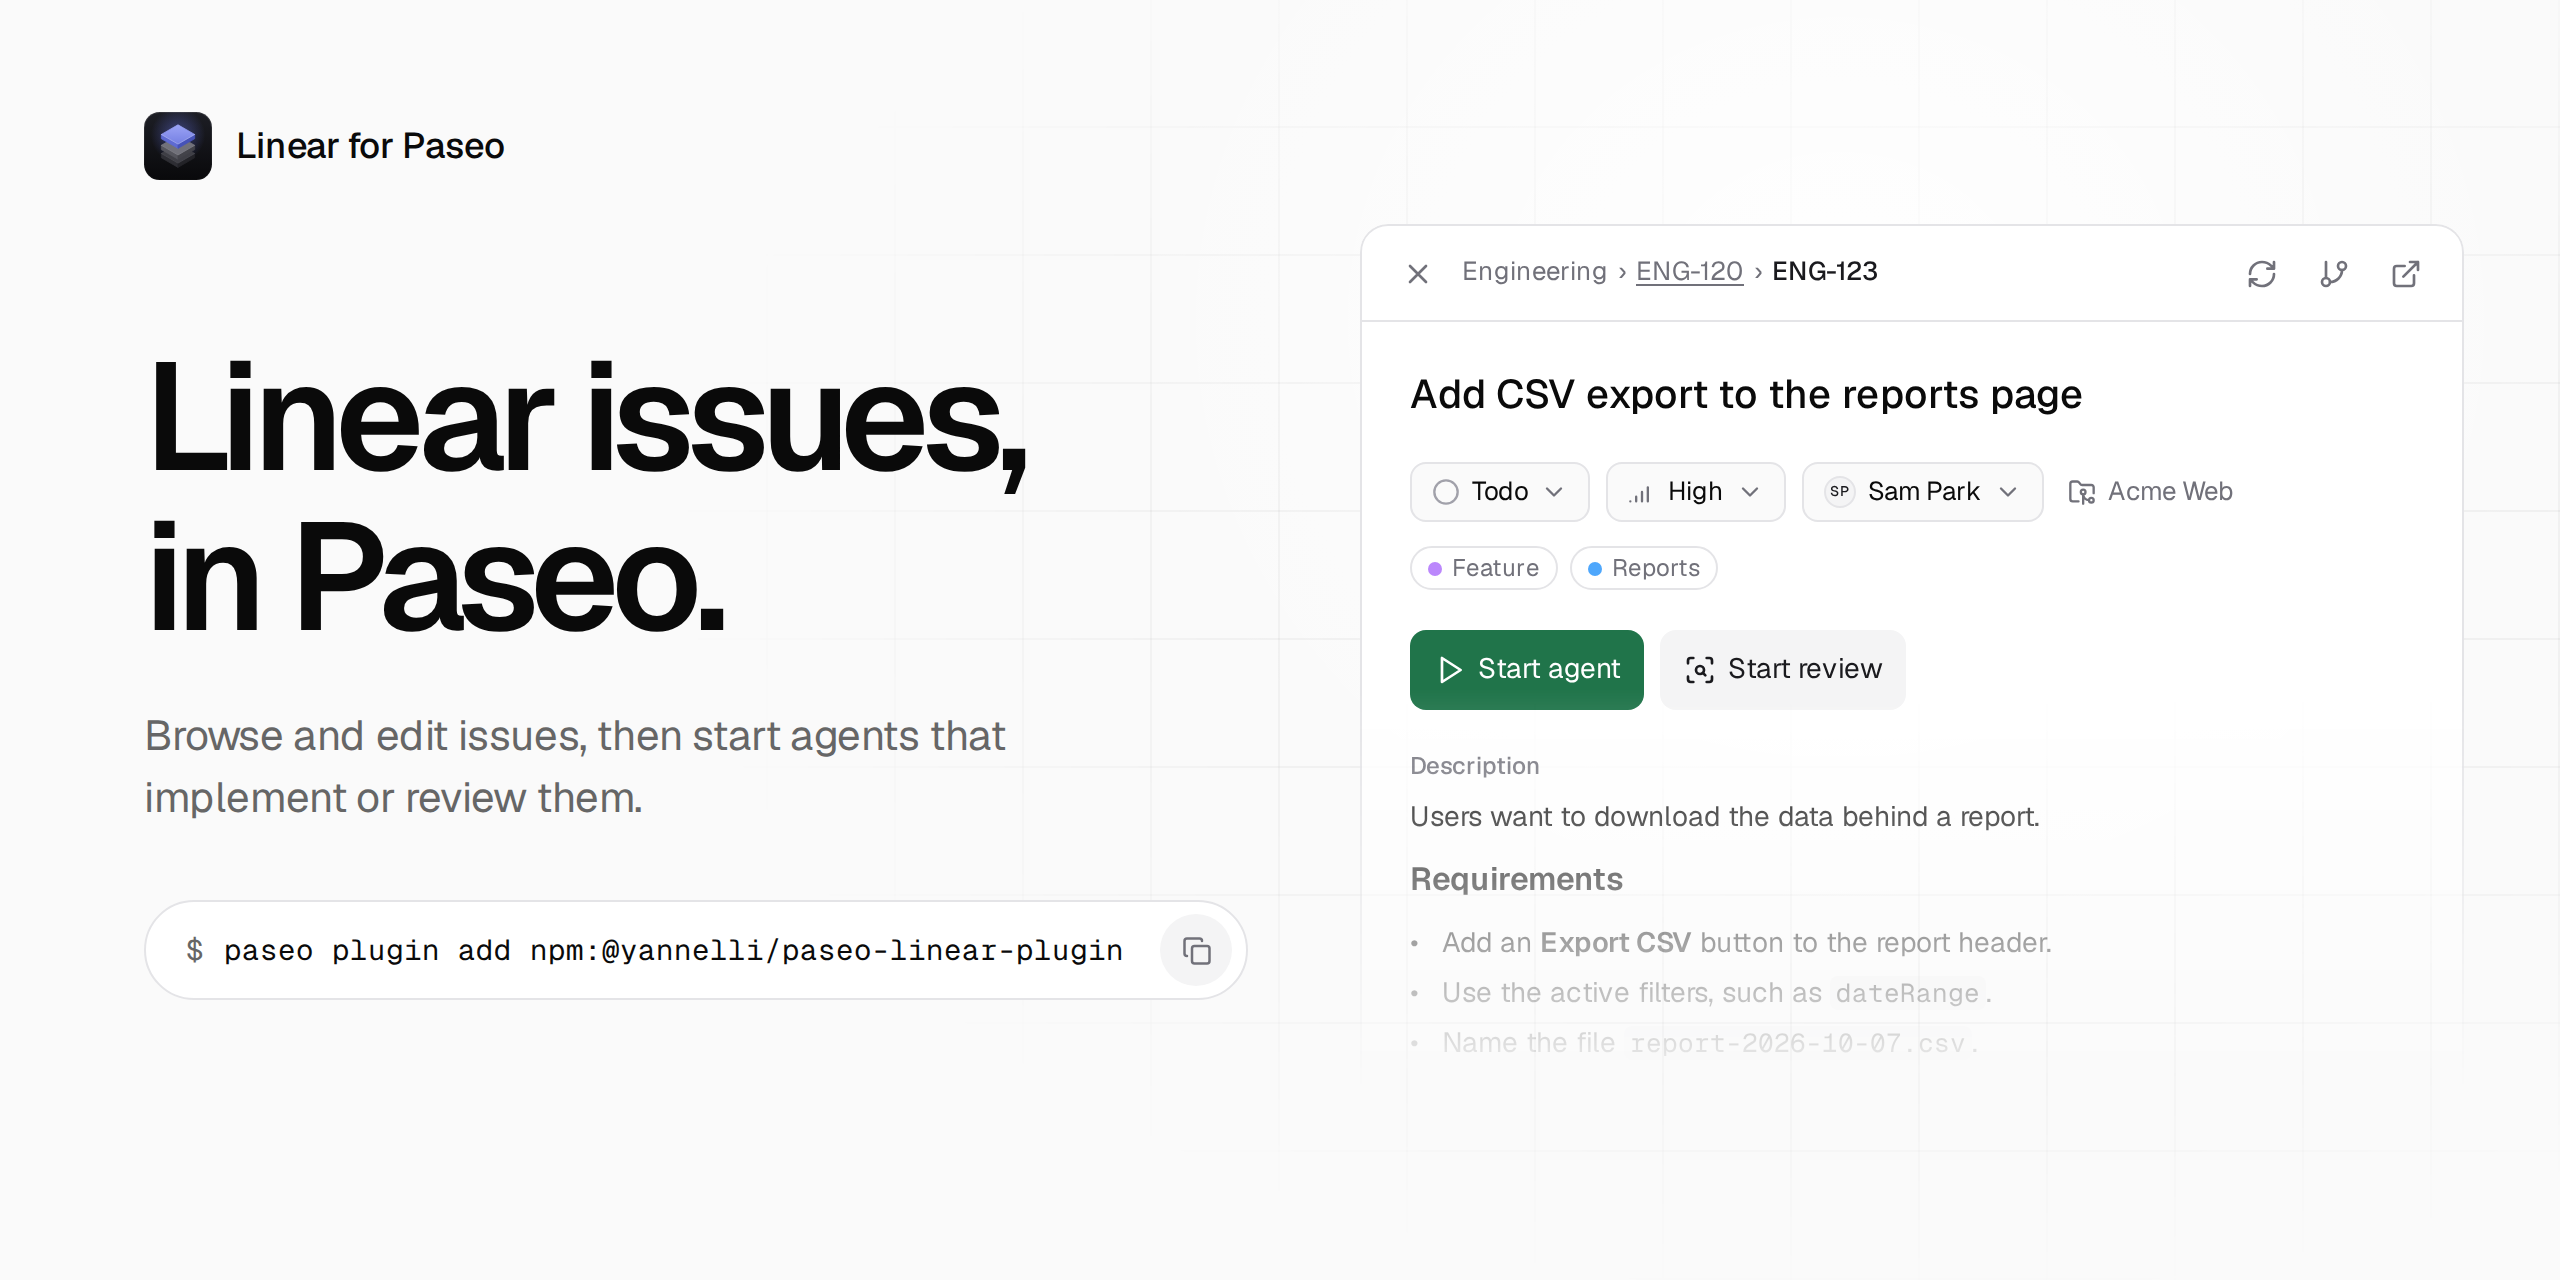 Linear for Paseo
Linear issues,
in Paseo.
Browse and edit issues, then start agents that
implement or review them.
$ paseo plugin add npm:@yannelli/paseo-linear-plugin
Engineering › ENG-120 › ENG-123
Add CSV export to the reports page
Todo High SP Sam Park Acme Web
Feature Reports
Start agent Start review
Description
Users want to download the data behind a report.
Requirements
• Add an Export CSV button to the report header.
• Use the active filters, such as dateRange.
• Name the file report-2026-10-07.csv.